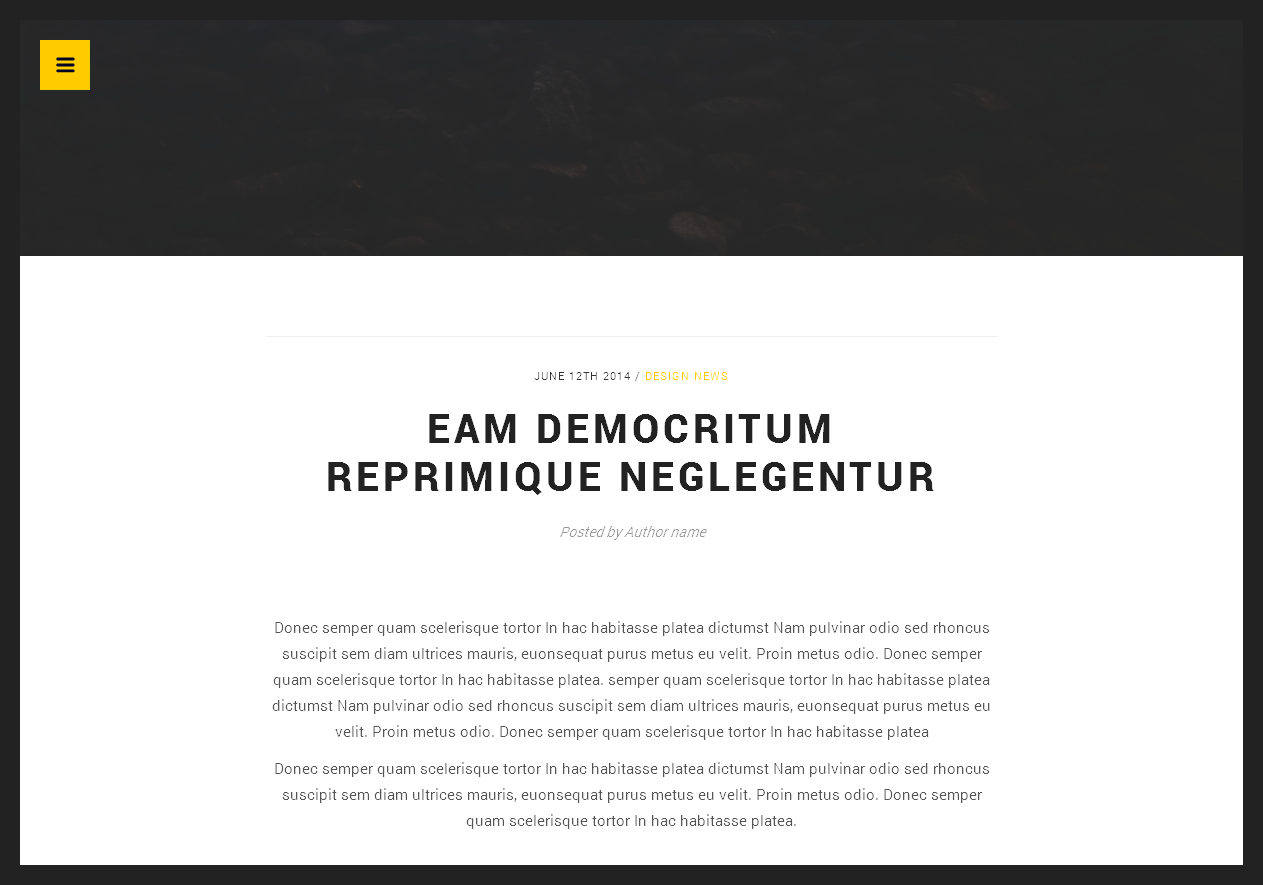 JUNE 12TH 2014 / DESIGN NEWS
EAM DEMOCRITUM
REPRIMIQUE NEGLEGENTUR
Posted by Author name
Donec semper quam scelerisque tortor In hac habitasse platea dictumst Nam pulvinar odio sed rhoncus
suscipit sem diam ultrices mauris, euonsequat purus metus eu velit. Proin metus odio. Donec semper
quam scelerisque tortor In hac habitasse platea. semper quam scelerisque tortor In hac habitasse platea
dictumst Nam pulvinar odio sed rhoncus suscipit sem diam ultrices mauris, euonsequat purus metus eu
velit. Proin metus odio. Donec semper quam scelerisque tortor In hac habitasse platea
Donec semper quam scelerisque tortor In hac habitasse platea dictumst Nam pulvinar odio sed rhoncus
suscipit sem diam ultrices mauris, euonsequat purus metus eu velit. Proin metus odio. Donec semper
quam scelerisque tortor In hac habitasse platea.